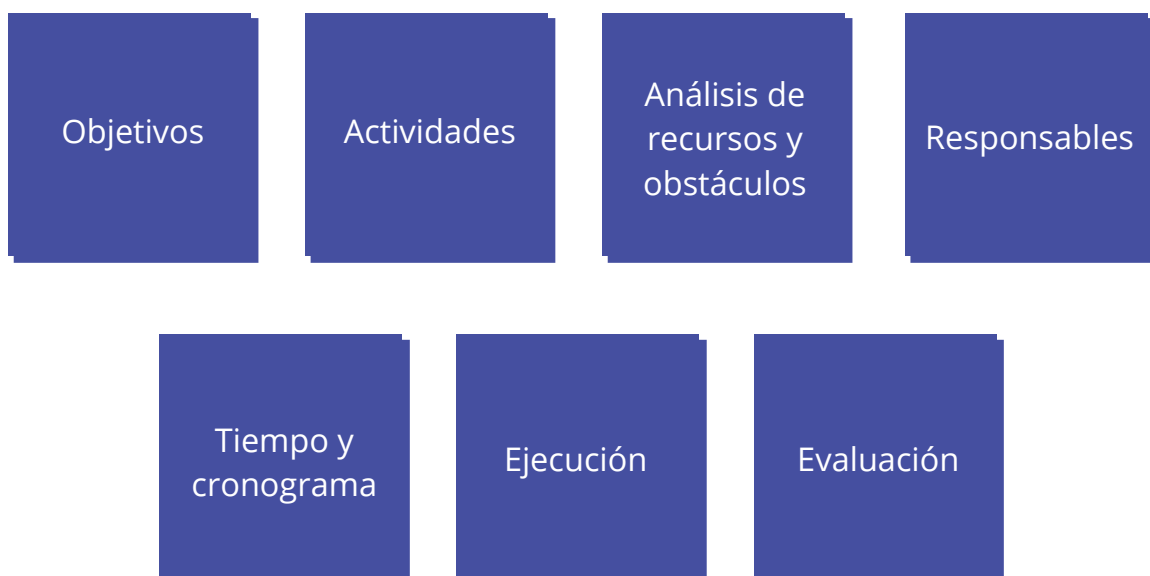 Objetivos
Actividades
Análisis de
recursos y
obstáculos
Responsables
Tiempo y
cronograma
Ejecución
Evaluación